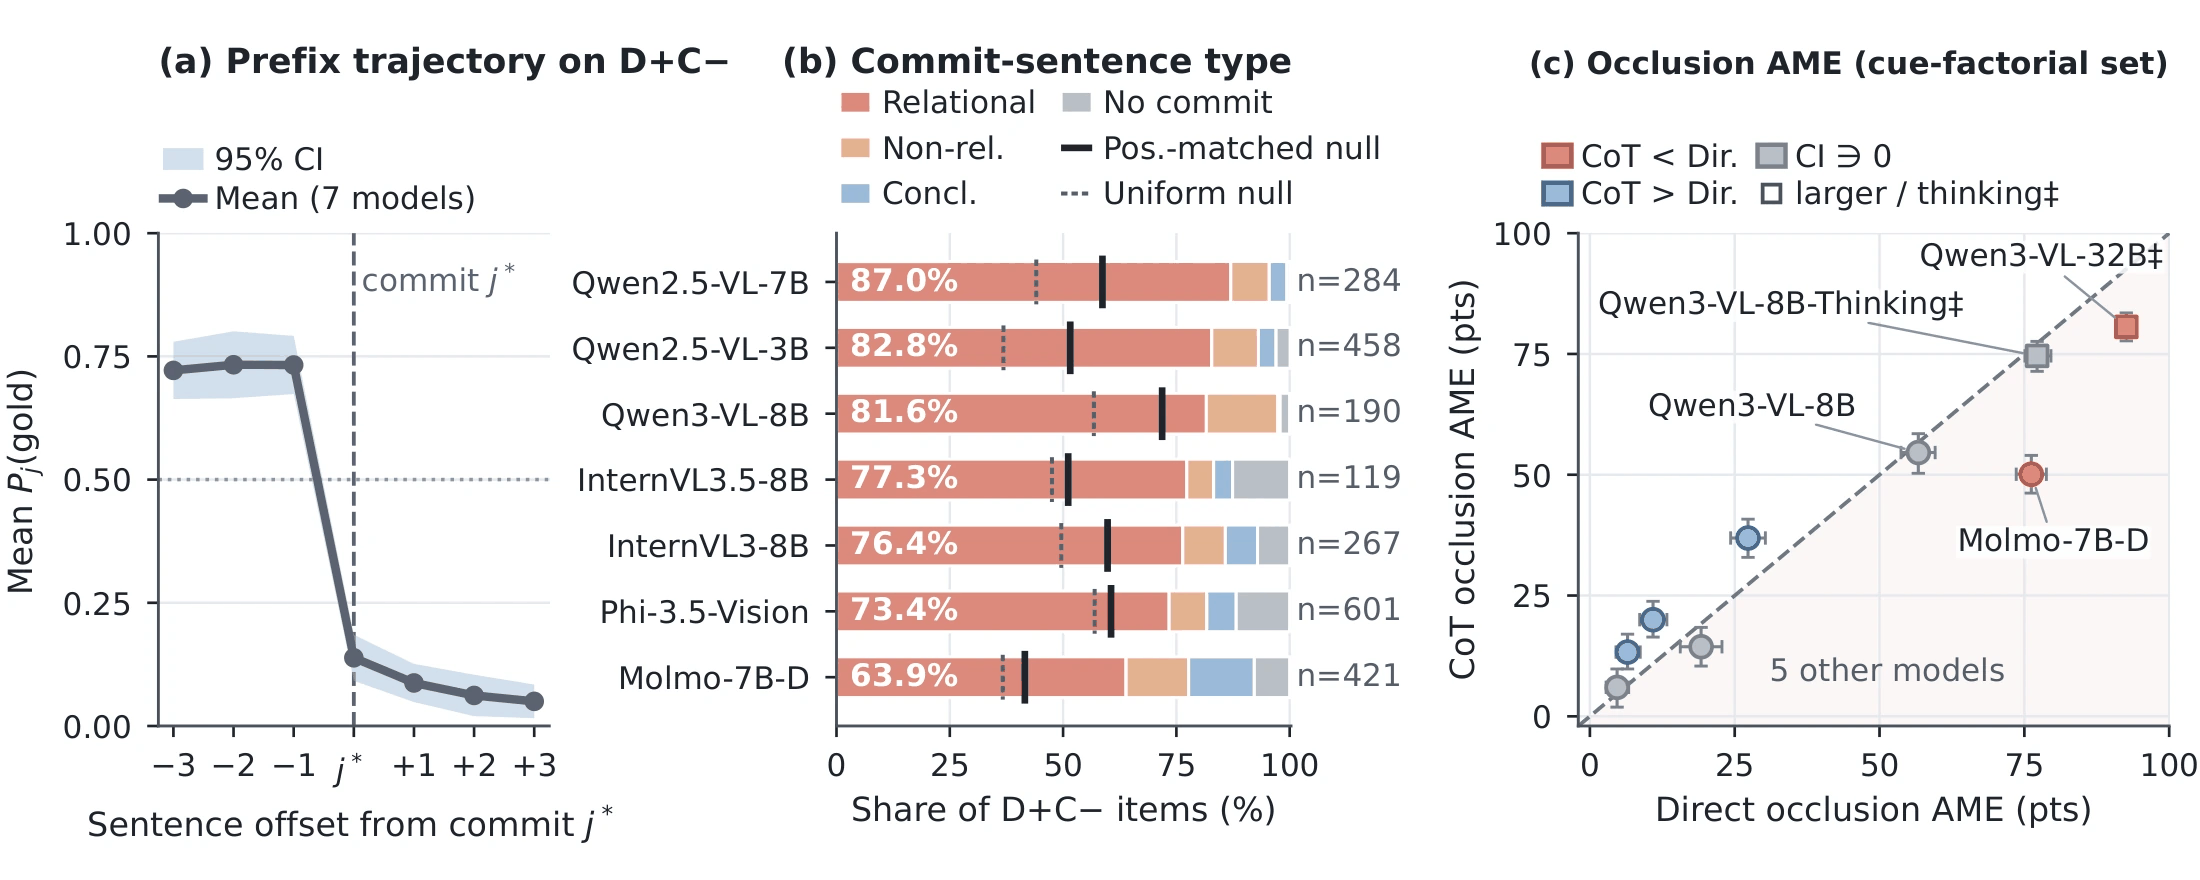 (a) Prefix trajectory on D+C−
95% CI
Mean (7 models)
1.00
0.75
0.50
0.25
0.00
Mean Pj(gold)
commit j*
−3 −2 −1 j* +1 +2 +3
Sentence offset from commit j*
(b) Commit-sentence type
Relational
No commit
Non-rel.
Pos.-matched null
Concl.
Uniform null
Qwen2.5-VL-7B 87.0% n=284
Qwen2.5-VL-3B 82.8% n=458
Qwen3-VL-8B 81.6% n=190
InternVL3.5-8B 77.3% n=119
InternVL3-8B 76.4% n=267
Phi-3.5-Vision 73.4% n=601
Molmo-7B-D 63.9% n=421
0 25 50 75 100
Share of D+C− items (%)
(c) Occlusion AME (cue-factorial set)
CoT < Dir.
CI ∋ 0
CoT > Dir.
larger / thinking‡
100
75
50
25
0
CoT occlusion AME (pts)
Qwen3-VL-32B‡
Qwen3-VL-8B-Thinking‡
Qwen3-VL-8B
Molmo-7B-D
5 other models
0 25 50 75 100
Direct occlusion AME (pts)